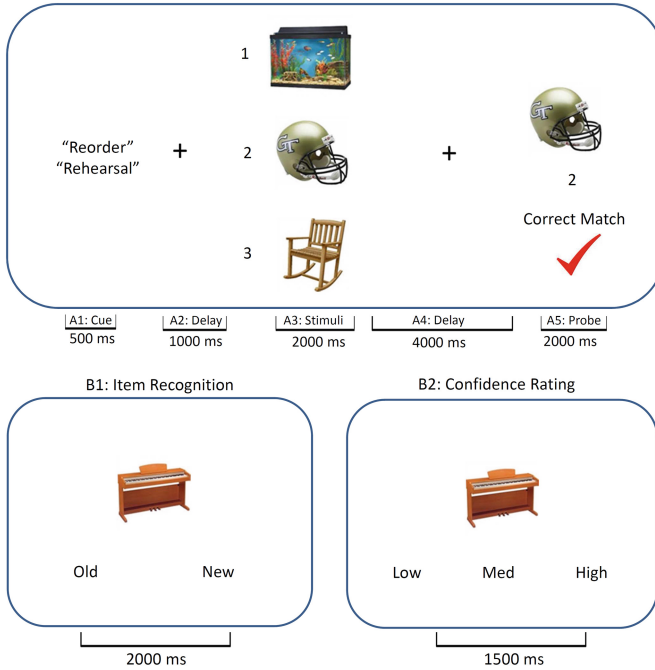 1
“Reorder”
“Rehearsal”
+
2
GT
+
GT
2
3
Correct Match
A1: Cue
A2: Delay
A3: Stimuli
A4: Delay
A5: Probe
500 ms
1000 ms
2000 ms
4000 ms
2000 ms
B1: Item Recognition
B2: Confidence Rating
Old
New
Low
Med
High
2000 ms
1500 ms